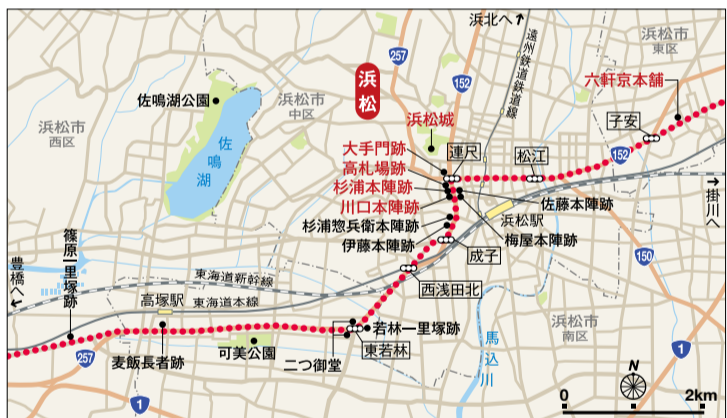 浜北へ
遠州鉄道鉄道線
257
152
浜松市
東区
六軒京本舗
浜松
佐鳴湖公園
浜松市
中区
浜松市
西区
佐鳴湖
浜松城
子安
大手門跡
連尺
松江
152
高札場跡
杉浦本陣跡
川口本陣跡
佐藤本陣跡
掛川へ
浜松駅
杉浦惣兵衛本陣跡
梅屋本陣跡
伊藤本陣跡
成子
篠原一里塚跡
豊橋へ
東海道新幹線
西浅田北
150
高塚駅
東海道本線
馬込川
浜松市
南区
若林一里塚跡
257
麦飯長者跡
可美公園
二つ御堂
東若林
1
1
N
0
2km